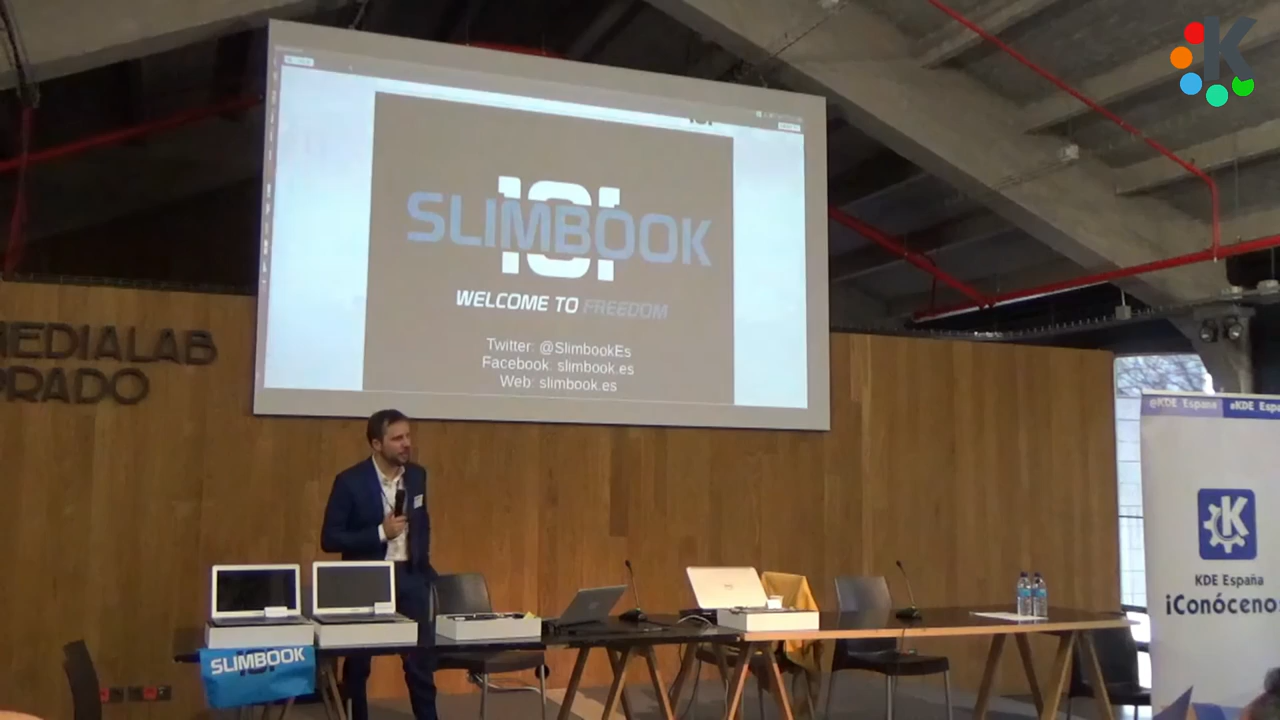 SLIMBOOK
WELCOME TO FREEDOM
Twitter: @SlimbookEs
Facebook: slimbook.es
Web: slimbook.es
MEDIALAB
PRADO
SLIMBOOK
@KDE España
KDE España
¡Conóceno
K